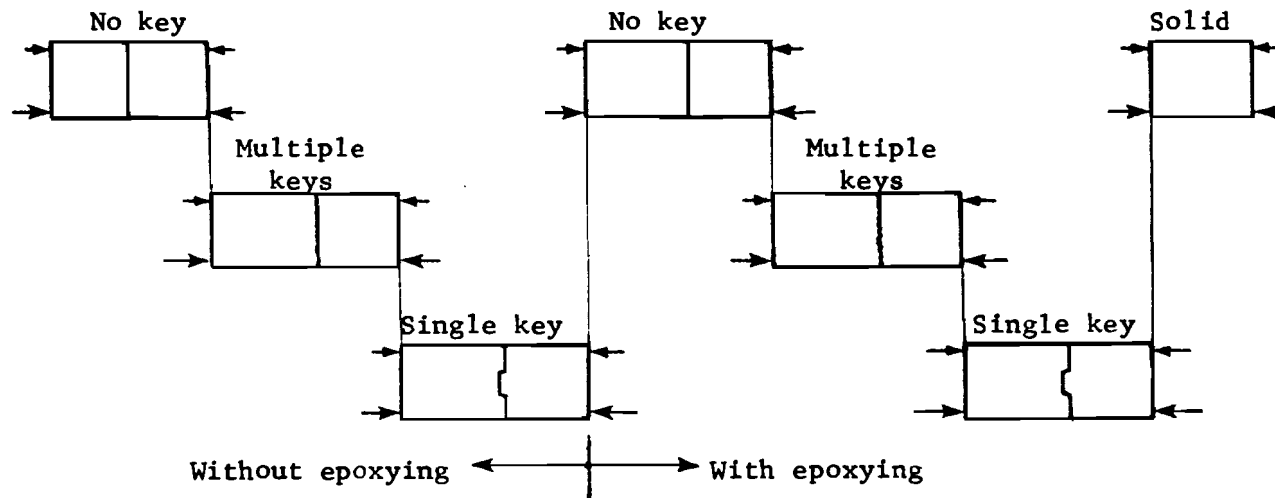 No key
No key
Solid
Multiple
keys
Multiple
keys
Single key
Single key
Without epoxying
With epoxying